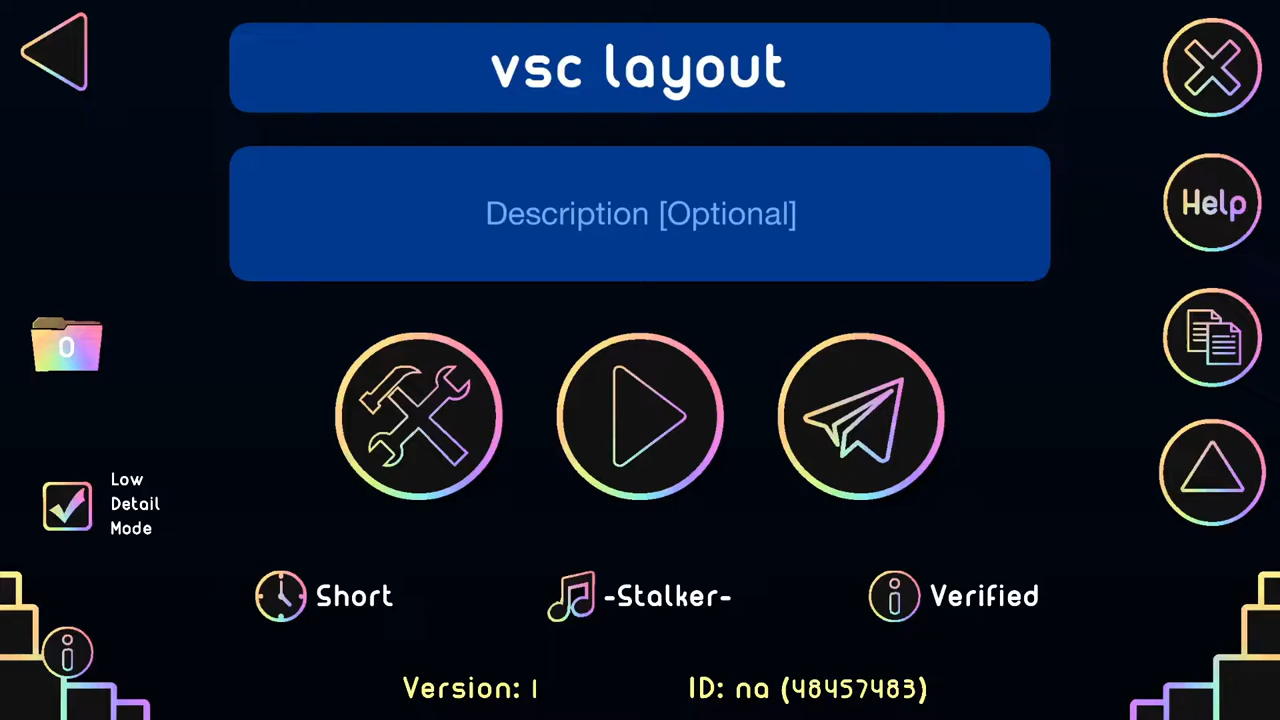 vsc layout
Description [Optional]
Help
0
Low
Detail
Mode
Short
-Stalker-
Verified
Version: 1
ID: na (48457483)